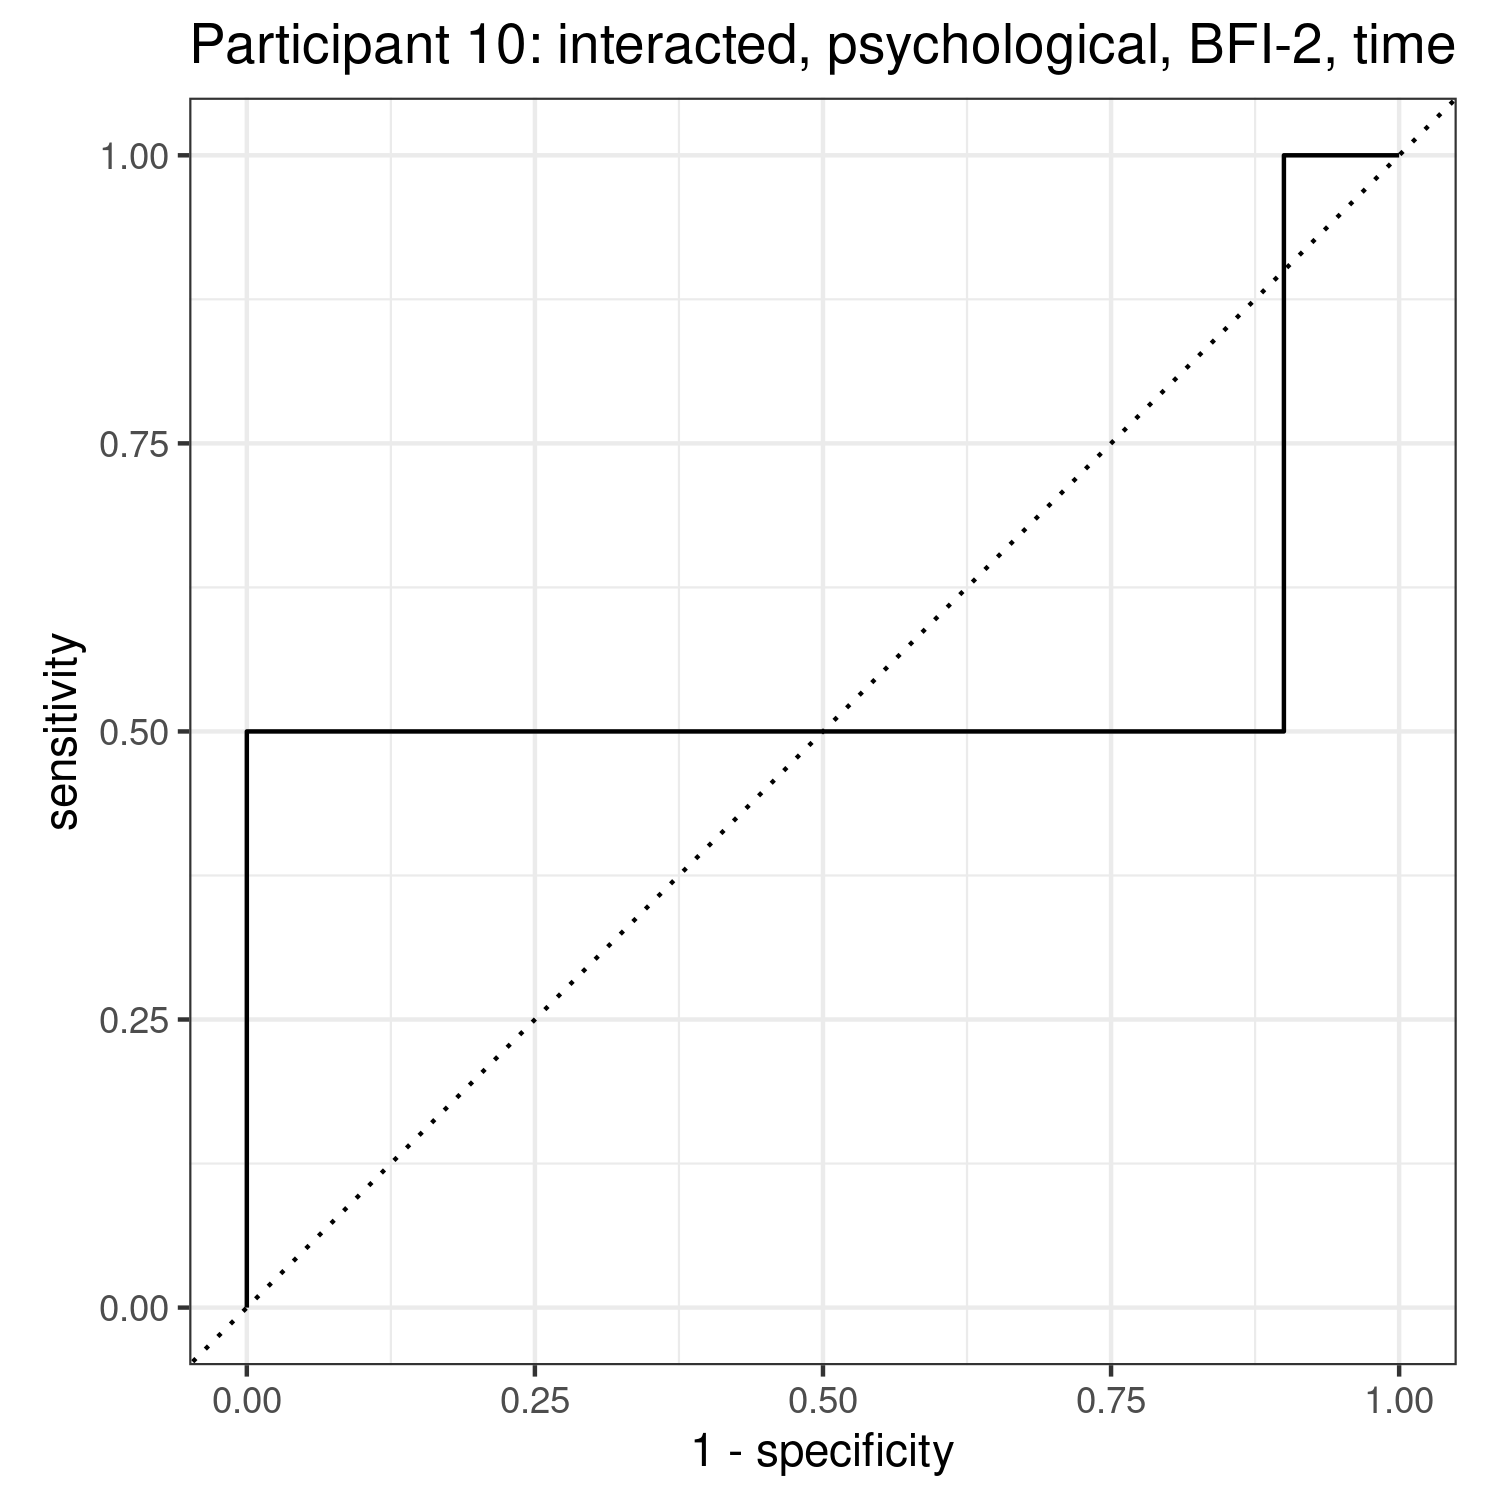 Participant 10: interacted, psychological, BFI-2, time
1.00
0.75
0.50
0.25
0.00
sensitivity
0.00 0.25 0.50 0.75 1.00
1 - specificity